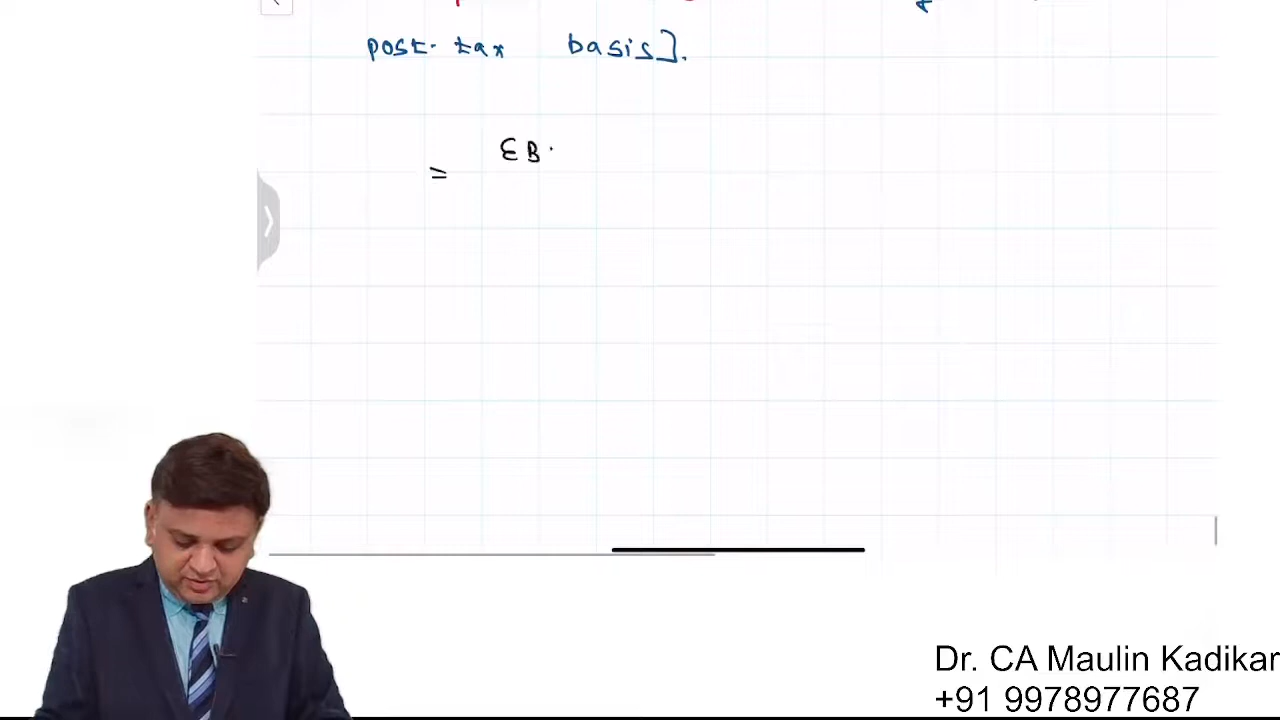 post-tax basis].
EB.
=
Dr. CA Maulin Kadikar
+91 9978977687